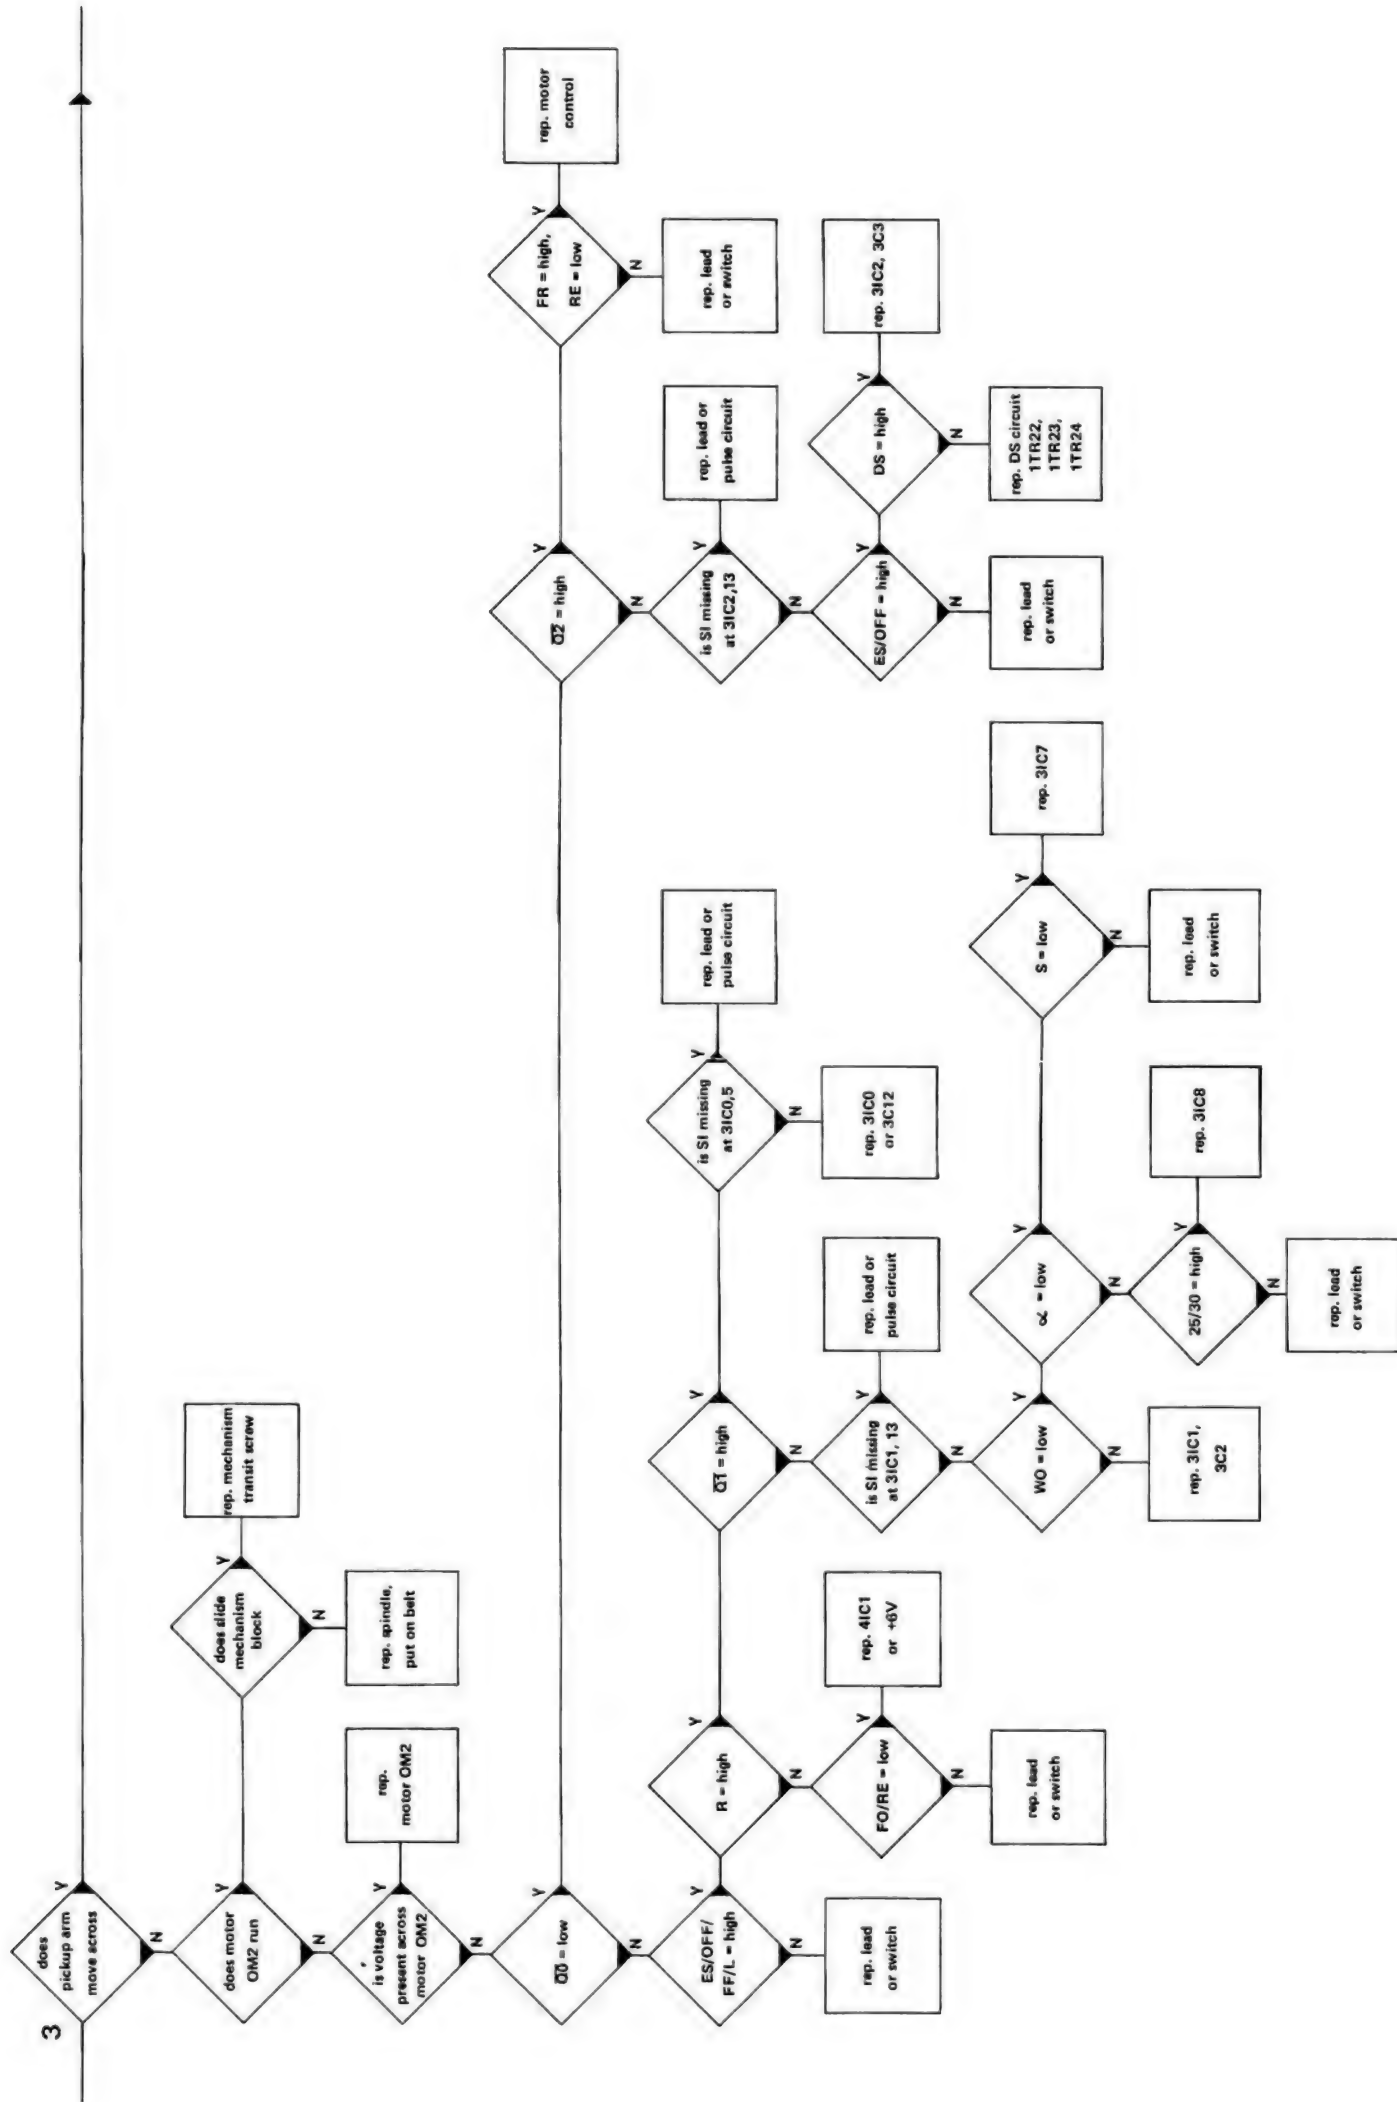 3
does
pickup arm
move across
Y
N
does motor
OM2 run
Y
N
does slide
mechanism
block
Y
N
rep. mechanism
transit screw
rep. spindle,
put on belt
is voltage
present across
motor OM2
Y
N
rep.
motor OM2
Q0 = low
Y
N
Q2 = high
Y
N
FR = high,
RE = low
Y
N
rep. motor
control
rep. lead
or switch
is SI missing
at 3IC2,13
Y
N
rep. lead or
pulse circuit
ES/OFF = high
Y
N
DS = high
Y
N
rep. 3IC2, 3C3
rep. lead
or switch
rep. DS circuit
1TR22,
1TR23,
1TR24
ES/OFF/
FF/L = high
Y
N
rep. lead
or switch
R = high
Y
N
FO/RE = low
Y
N
rep. 4IC1
or +6V
rep. lead
or switch
Q1 = high
Y
N
is SI missing
at 3IC0,5
Y
N
rep. lead or
pulse circuit
rep. 3IC0
or 3C12
is SI missing
at 3IC1, 13
Y
N
rep. lead or
pulse circuit
WO = low
Y
N
rep. 3IC1,
3C2
α = low
Y
N
25/30 = high
Y
N
rep. 3IC8
rep. lead
or switch
S = low
Y
N
rep. 3IC7
rep. lead
or switch